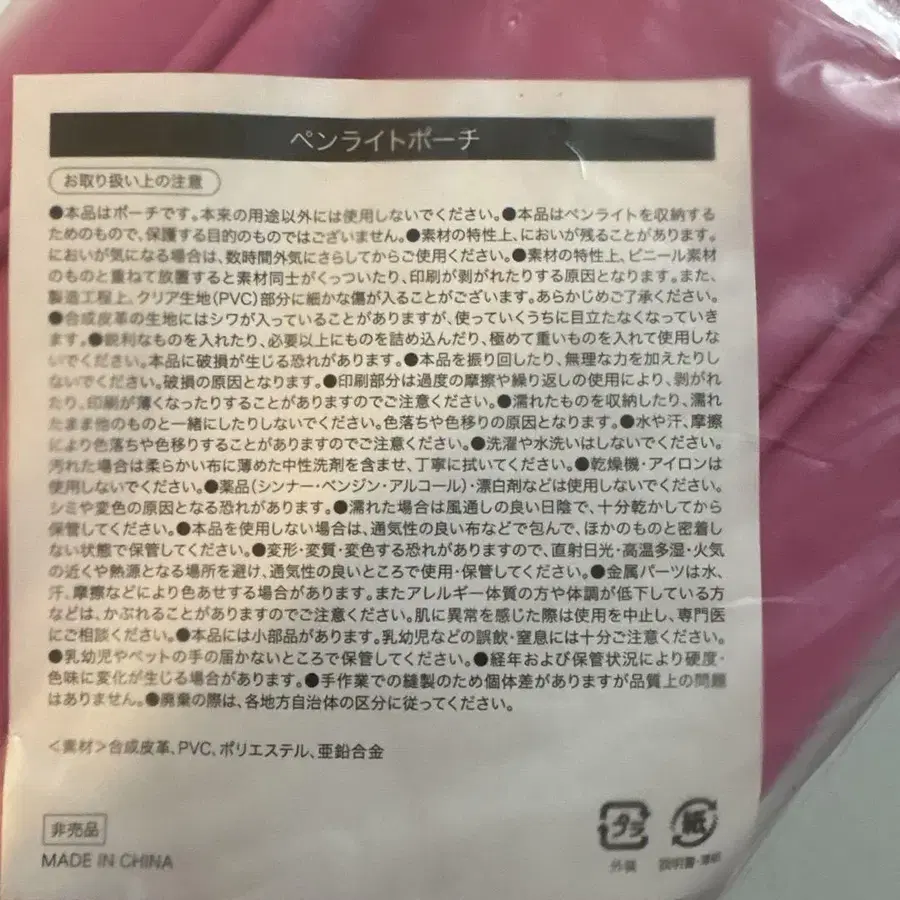 ペンライトポーチ
お取り扱い上の注意
●本品はポーチです。本来の用途以外には使用しないでください。●本品はペンライトを収納する
ためのもので、保護する目的のものではございません。●素材の特性上、においが残ることがあります。
においが気になる場合は、数時間外気にさらしてからご使用ください。●素材の特性上、ビニール素材
のものと重ねて放置すると素材同士がくっついたり、印刷が剥がれたりする原因となります。また、
製造工程上、クリア生地(PVC)部分に細かな傷が入ることがございます。あらかじめご了承ください。
●合成皮革の生地にはシワが入っていることがありますが、使っていくうちに目立たなくなっていき
ます。●鋭利なものを入れたり、必要以上にものを詰め込んだり、極めて重いものを入れて使用しな
いでください。本品に破損が生じる恐れがあります。●本品を振り回したり、無理な力を加えたりし
ないでください。破損の原因となります。●印刷部分は過度の摩擦や繰り返しの使用により、剥がれ
たり、印刷が薄くなったりすることがありますのでご注意ください。●濡れたものを収納したり、濡れ
たまま他のものと一緒にしたりしないでください。色落ちや色移りの原因となります。●水や汗、摩擦
により色落ちや色移りすることがありますのでご注意ください。●洗濯や水洗いはしないでください。
汚れた場合は柔らかい布に薄めた中性洗剤を含ませ、丁寧に拭いてください。●乾燥機・アイロンは
使用しないでください。●薬品(シンナー・ベンジン・アルコール)・漂白剤などは使用しないでください。
シミや変色の原因となる恐れがあります。●濡れた場合は風通しの良い日陰で、十分乾かしてから
保管してください。●本品を使用しない場合は、通気性の良い布などで包んで、ほかのものと密着し
ない状態で保管してください。●変形・変質・変色する恐れがありますので、直射日光・高温多湿・火気
の近くや熱源となる場所を避け、通気性の良いところで使用・保管してください。●金属パーツは水、
汗、摩擦などにより色あせする場合があります。またアレルギー体質の方や体調が低下している方
などは、かぶれることがありますのでご注意ください。肌に異常を感じた際は使用を中止し、専門医
にご相談ください。●本品には小部品があります。乳幼児などの誤飲・窒息には十分ご注意ください。
●乳幼児やペットの手の届かないところで保管してください。●経年および保管状況により硬度・
色味に変化が生じる場合があります。●手作業での縫製のため個体差がありますが品質上の問題
はありません。●廃棄の際は、各地方自治体の区分に従ってください。
<素材>合成皮革、PVC、ポリエステル、亜鉛合金
非売品
MADE IN CHINA
プラ
外装
紙
説明書・薄紙